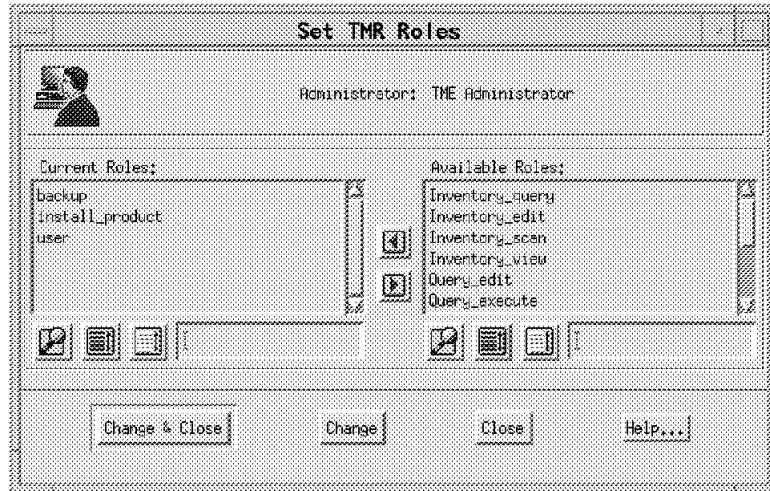 Set TMR Roles
Administrator: TME Administrator
Current Roles:
backup
install_product
user
Available Roles:
Inventory_query
Inventory_edit
Inventory_scan
Inventory_view
Query_edit
Query_execute
Change & Close
Change
Close
Help...